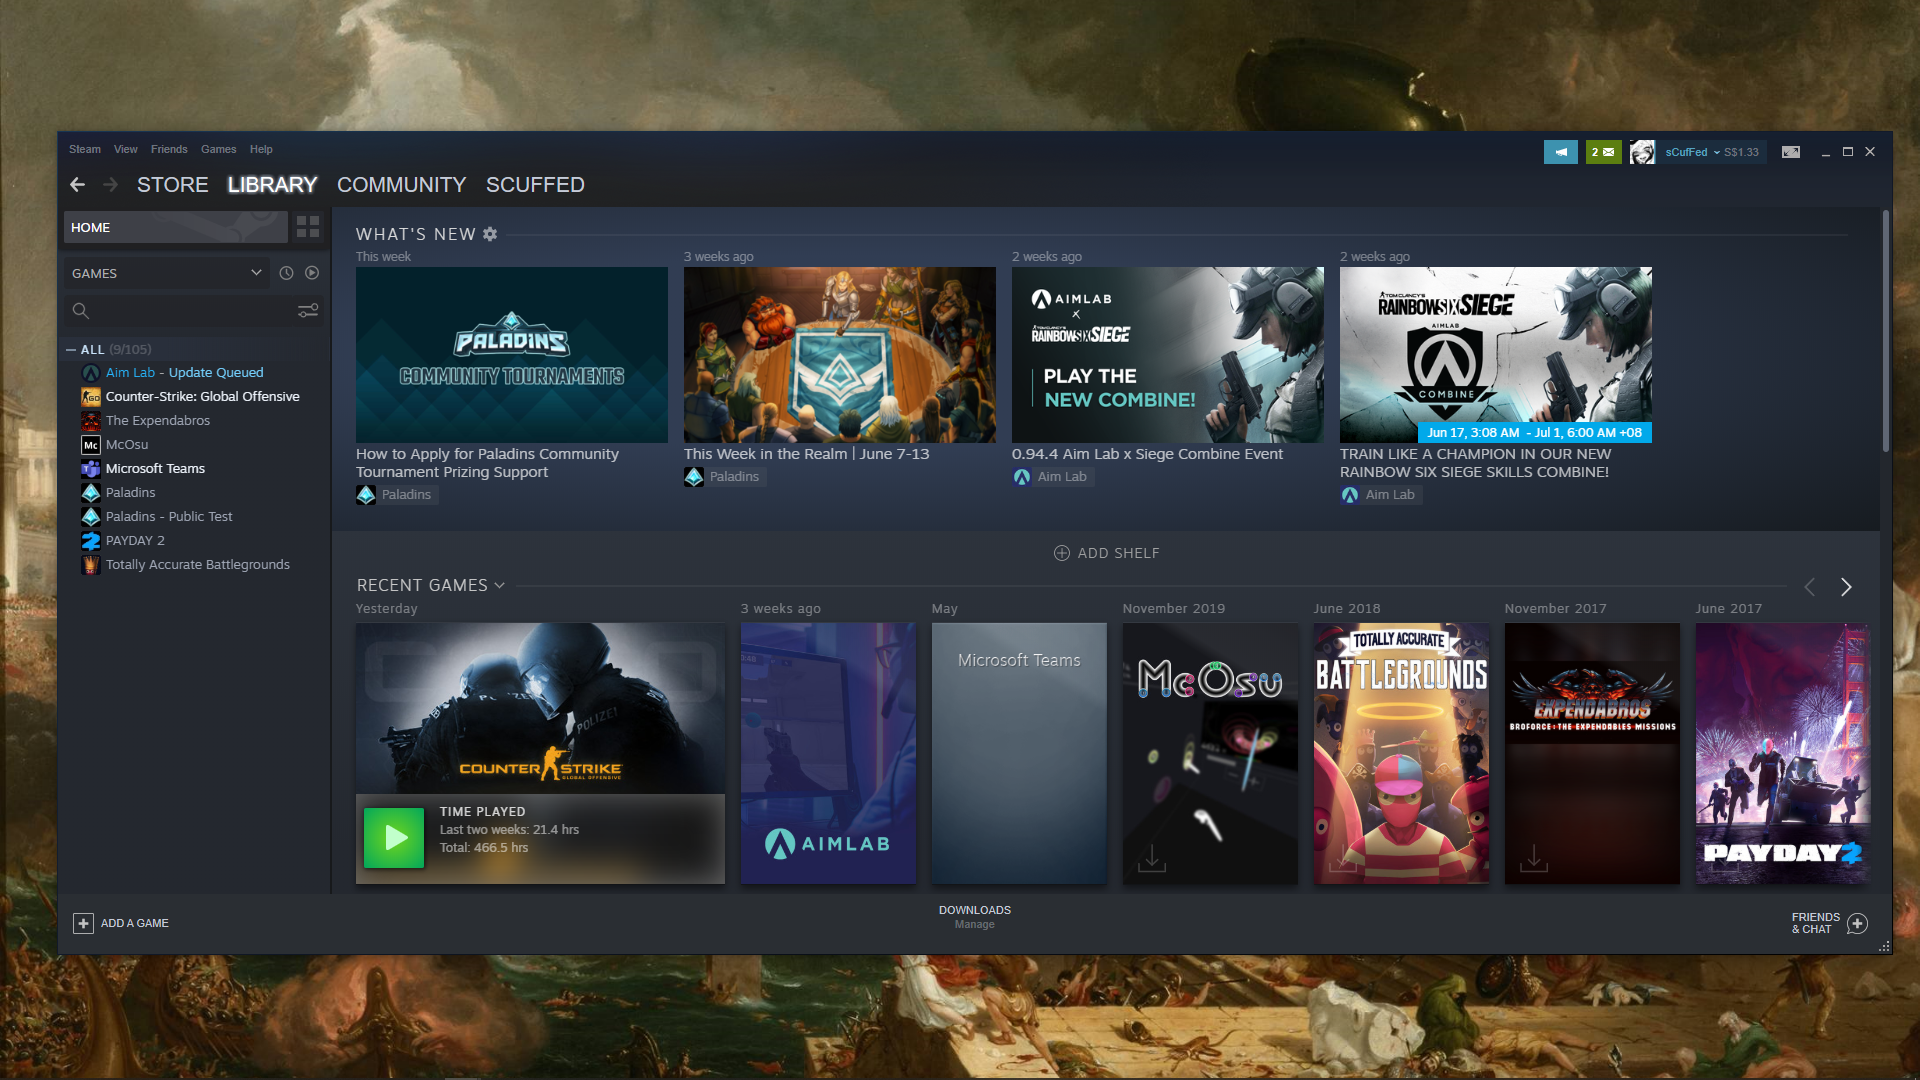 Steam View Friends Games Help
2
sCufFed S$1.33
STORE LIBRARY COMMUNITY SCUFFED
HOME
GAMES
ALL (9/105)
Aim Lab - Update Queued
Counter-Strike: Global Offensive
The Expendabros
McOsu
Microsoft Teams
Paladins
Paladins - Public Test
PAYDAY 2
Totally Accurate Battlegrounds
WHAT'S NEW
This week
PALADINS
COMMUNITY TOURNAMENTS
How to Apply for Paladins Community
Tournament Prizing Support
Paladins
3 weeks ago
This Week in the Realm | June 7-13
Paladins
2 weeks ago
AIMLAB
x
TOM CLANCY'S
RAINBOW SIX SIEGE
PLAY THE
NEW COMBINE!
0.94.4 Aim Lab x Siege Combine Event
Aim Lab
2 weeks ago
TOM CLANCY'S
RAINBOW SIX SIEGE
AIMLAB
COMBINE
Jun 17, 3:08 AM - Jul 1, 6:00 AM +08
TRAIN LIKE A CHAMPION IN OUR NEW
RAINBOW SIX SIEGE SKILLS COMBINE!
Aim Lab
ADD SHELF
RECENT GAMES
Yesterday
POLIZEI
COUNTER STRIKE
GLOBAL OFFENSIVE
TIME PLAYED
Last two weeks: 21.4 hrs
Total: 466.5 hrs
3 weeks ago
AIMLAB
May
Microsoft Teams
November 2019
McOsu
June 2018
TOTALLY ACCURATE
BATTLEGROUNDS
November 2017
EXPENDABROS
BROFORCE: THE EXPENDABLES MISSIONS
June 2017
PAYDAY 2
ADD A GAME
DOWNLOADS
Manage
FRIENDS
& CHAT